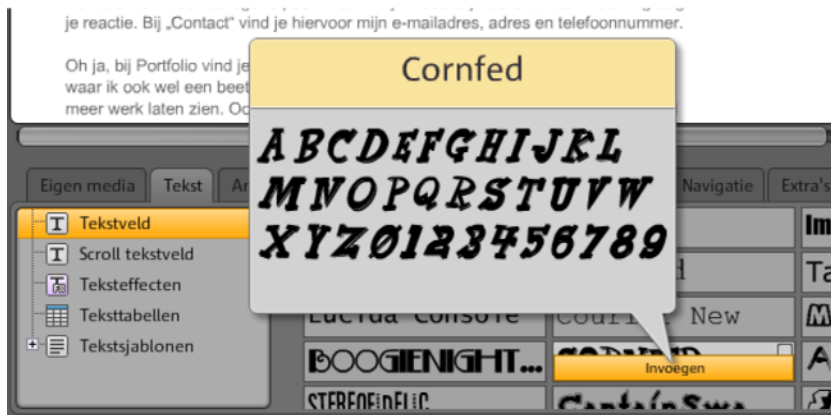 je reactie. Bij „Contact“ vind je hiervoor mijn e-mailadres, adres en telefoonnummer.
Oh ja, bij Portfolio vind je
waar ik ook wel een beet
meer werk laten zien.
Cornfed
ABCDEFGHIJKL
MNOPQRSTUVW
XYZ0123456789
Eigen media
Tekst
Navigatie
Extra's
Tekstveld
Scroll tekstveld
Teksteffecten
Teksttabellen
Tekstsjablonen
Lucida Console
Courier New
BOOGIENIGHT...
CORNFED
Invoegen
STEREOFIDELIC